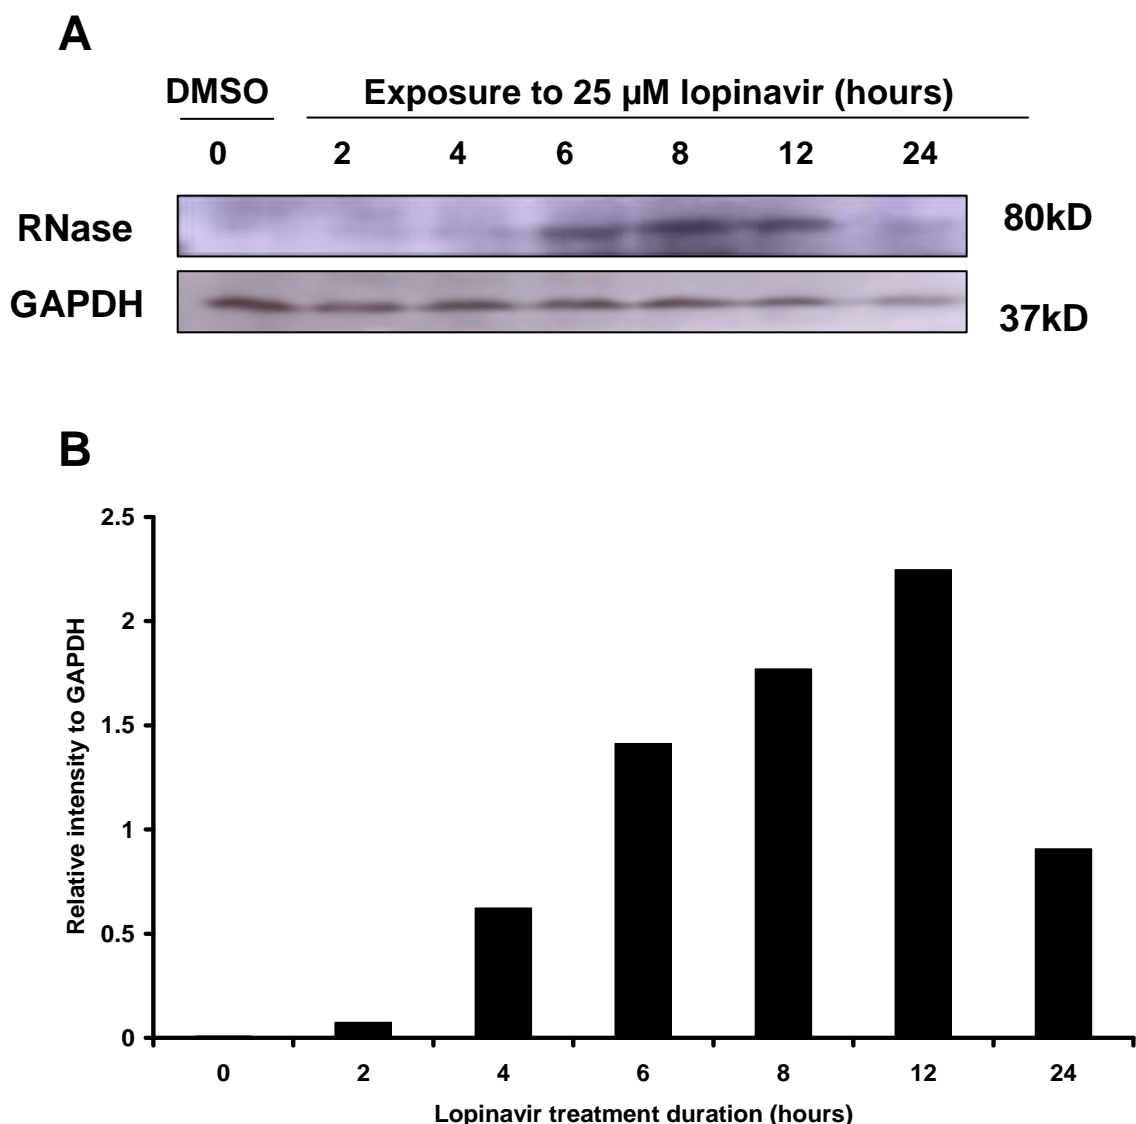 A
DMSO Exposure to 25 µM lopinavir (hours)
0 2 4 6 8 12 24
RNase 80kD
GAPDH 37kD
B
2.5
2
1.5
1
0.5
0
Relative intensity to GAPDH
0 2 4 6 8 12 24
Lopinavir treatment duration (hours)